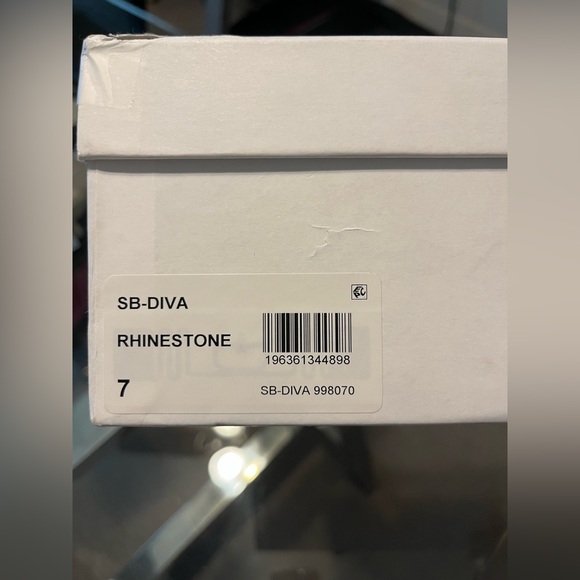 SB-DIVA
RHINESTONE
196361344898
7
SB-DIVA 998070